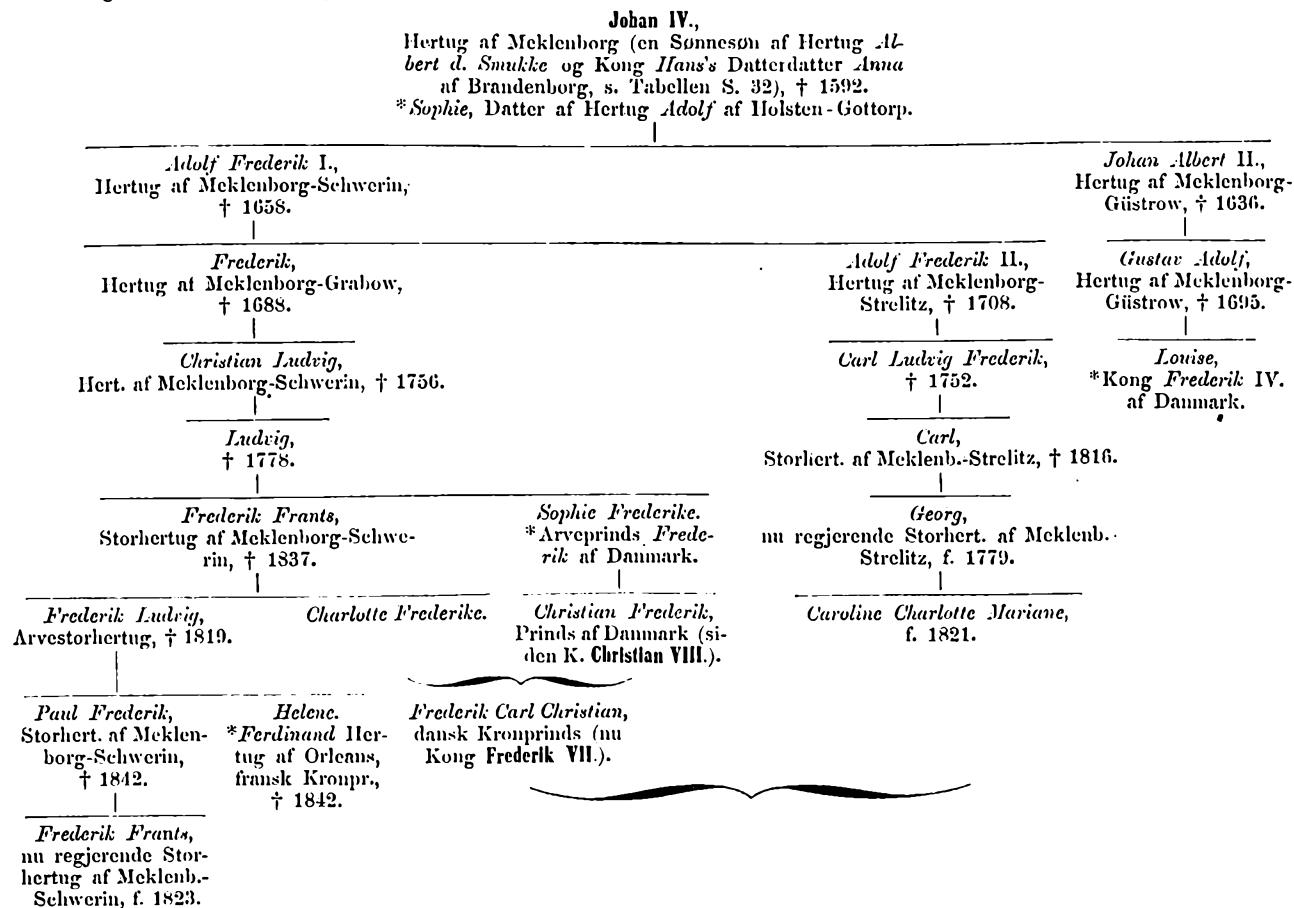 Johan IV.,
Hertug af Meklenborg (en Sønnesøn af Hertug Al-
bert d. Smukke og Kong Hans's Datterdatter Anna
af Brandenborg, s. Tabellen S. 32), † 1592.
*Sophie, Datter af Hertug Adolf af Holsten-Gottorp.
Adolf Frederik I.,
Hertug af Meklenborg-Schwerin,
† 1658.
Johan Albert II.,
Hertug af Meklenborg-
Güstrow, † 1636.
Frederik,
Hertug af Meklenborg-Grabow,
† 1688.
Adolf Frederik II.,
Hertug af Meklenborg-
Strelitz, † 1708.
Gustav Adolf,
Hertug af Meklenborg-
Güstrow, † 1695.
Christian Ludvig,
Hert. af Meklenborg-Schwerin, † 1756.
Carl Ludvig Frederik,
† 1752.
Louise,
*Kong Frederik IV.
af Danmark.
Ludvig,
† 1778.
Carl,
Storhert. af Meklenb.-Strelitz, † 1816.
Frederik Frants,
Storhertug af Meklenborg-Schwe-
rin, † 1837.
Sophie Frederike.
*Arveprinds Frede-
rik af Danmark.
Georg,
nu regjerende Storhert. af Meklenb.-
Strelitz, f. 1779.
Frederik Ludvig,
Arvestorhertug, † 1819.
Charlotte Frederike.
Christian Frederik,
Prinds af Danmark (si-
den K. Christian VIII.).
Caroline Charlotte Mariane,
f. 1821.
Paul Frederik,
Storhert. af Meklen-
borg-Schwerin,
† 1842.
Helene.
*Ferdinand Her-
tug af Orleans,
fransk Kronpr.,
† 1842.
Frederik Carl Christian,
dansk Kronprinds (nu
Kong Frederik VII.).
Frederik Frants,
nu regjerende Stor-
hertug af Meklenb.-
Schwerin, f. 1823.